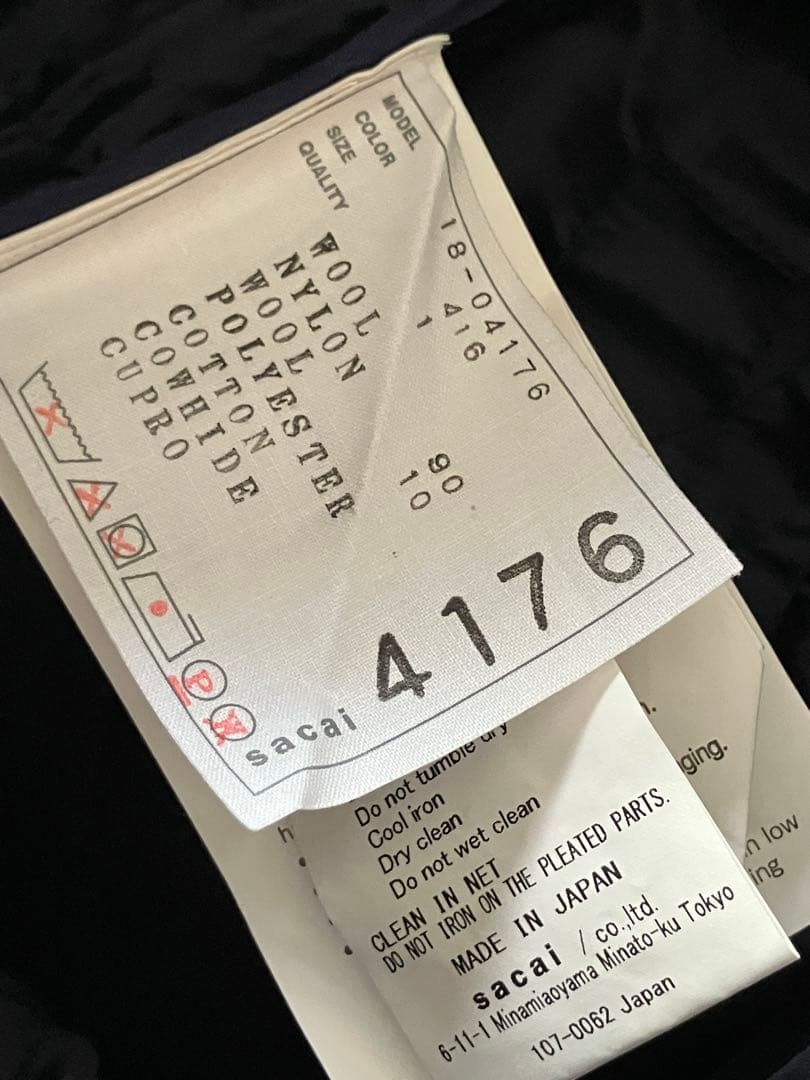 MODEL 18-04176
COLOR 416
SIZE 1
QUALITY
WOOL 90
NYLON 10
WOOL
POLYESTER
COTTON
COWHIDE
CUPRO
P
4176
sacai
Do not tumble dry
Cool iron
Dry clean
Do not wet clean
CLEAN IN NET
DO NOT IRON ON THE PLEATED PARTS.
MADE IN JAPAN
sacai / co.,ltd.
6-11-1 Minamiaoyama Minato-ku Tokyo
107-0062 Japan
low